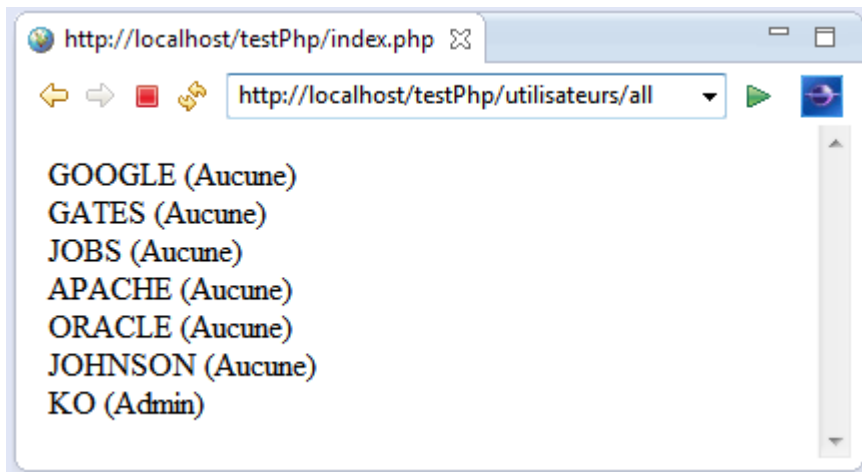 http://localhost/testPhp/index.php
http://localhost/testPhp/utilisateurs/all
GOOGLE (Aucune)
GATES (Aucune)
JOBS (Aucune)
APACHE (Aucune)
ORACLE (Aucune)
JOHNSON (Aucune)
KO (Admin)